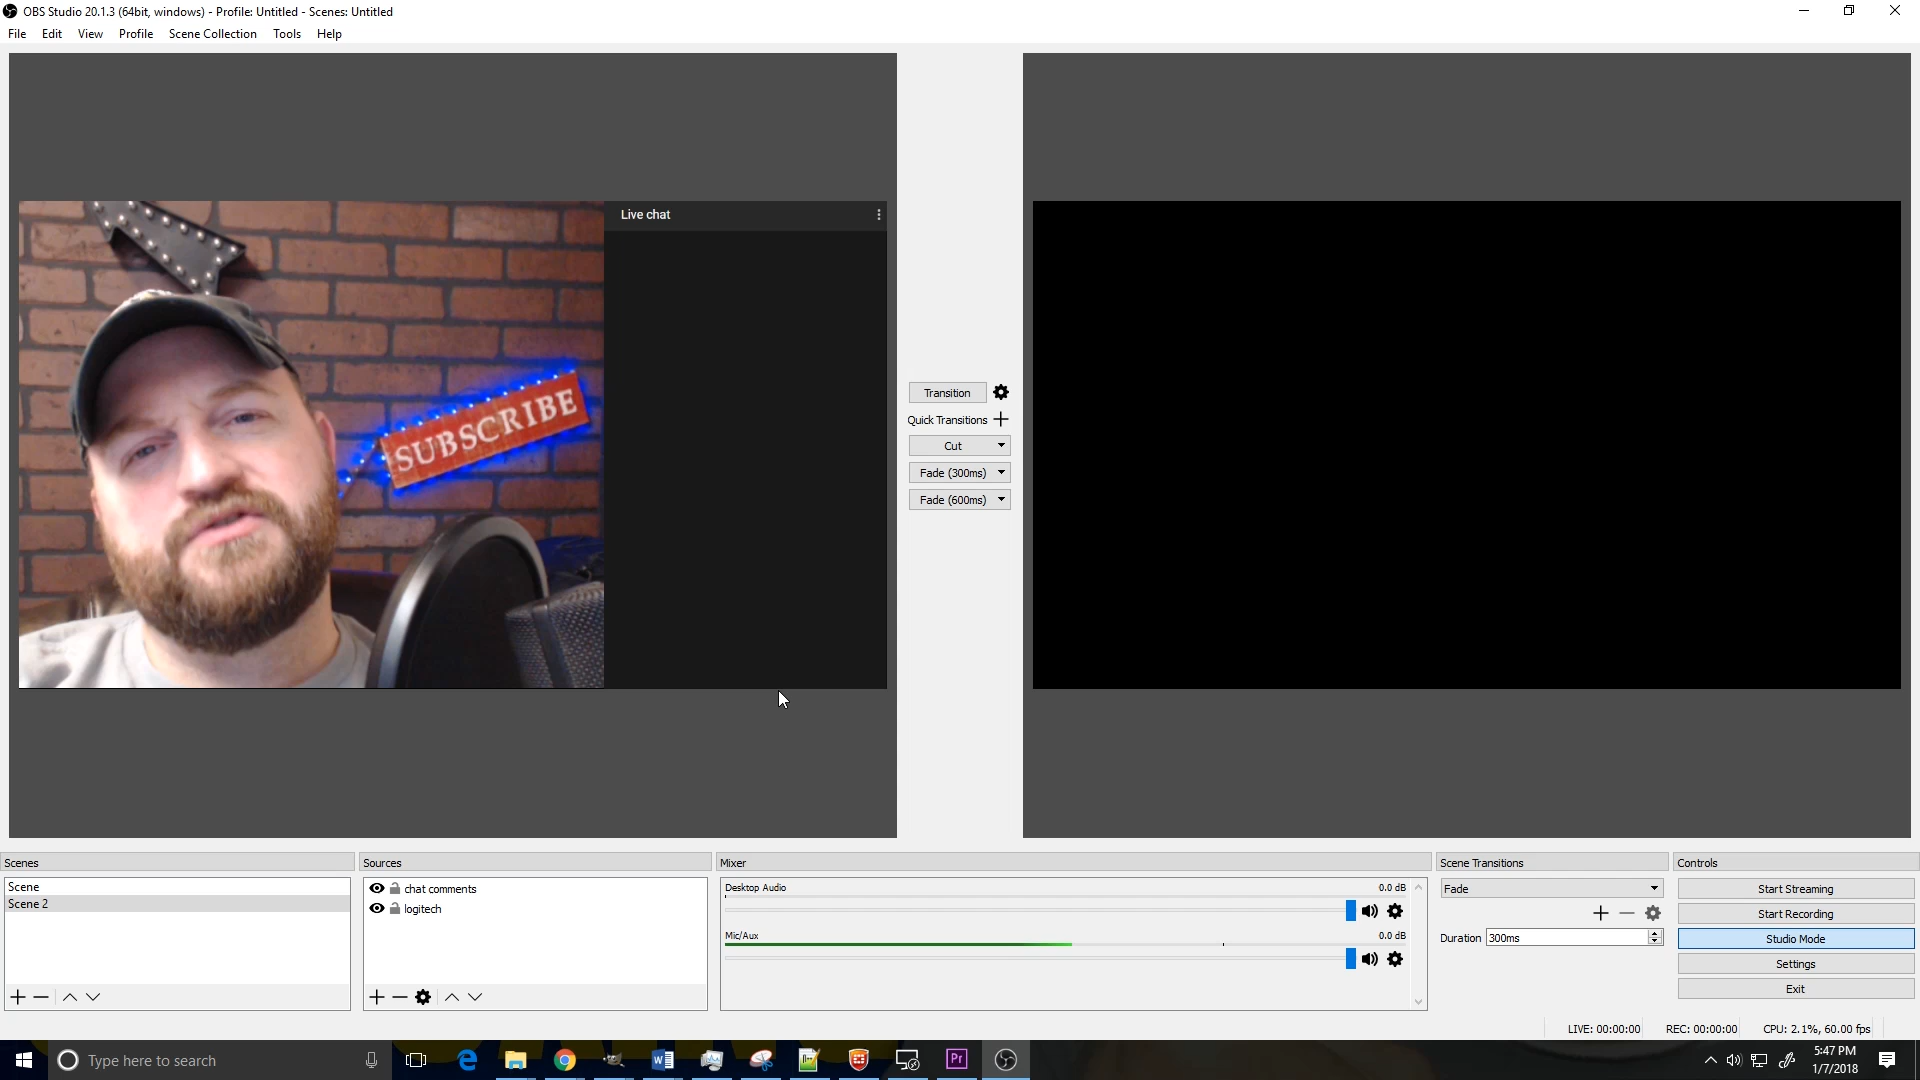 OBS Studio 20.1.3 (64bit, windows) - Profile: Untitled - Scenes: Untitled
File Edit View Profile Scene Collection Tools Help
Live chat
SUBSCRIBE
Transition
Quick Transitions
Cut
Fade (300ms)
Fade (600ms)
Scenes
Scene
Scene 2
Sources
chat comments
logitech
Mixer
Desktop Audio 0.0 dB
Mic/Aux 0.0 dB
Scene Transitions
Fade
Duration 300ms
Controls
Start Streaming
Start Recording
Studio Mode
Settings
Exit
LIVE: 00:00:00 REC: 00:00:00 CPU: 2.1%, 60.00 fps
Type here to search
Pr
5:47 PM
1/7/2018